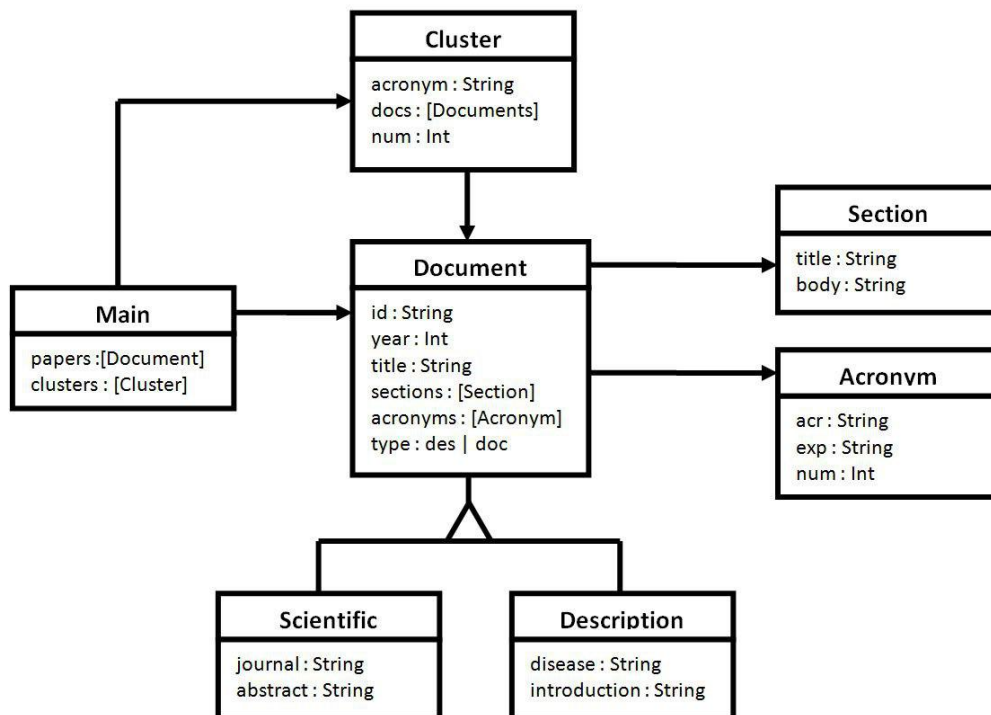 Cluster
acronym : String
docs : [Documents]
num : Int
Section
title : String
body : String
Document
id : String
year : Int
title : String
sections : [Section]
acronyms : [Acronym]
type : des | doc
Main
papers :[Document]
clusters : [Cluster]
Acronym
acr : String
exp : String
num : Int
Scientific
journal : String
abstract : String
Description
disease : String
introduction : String